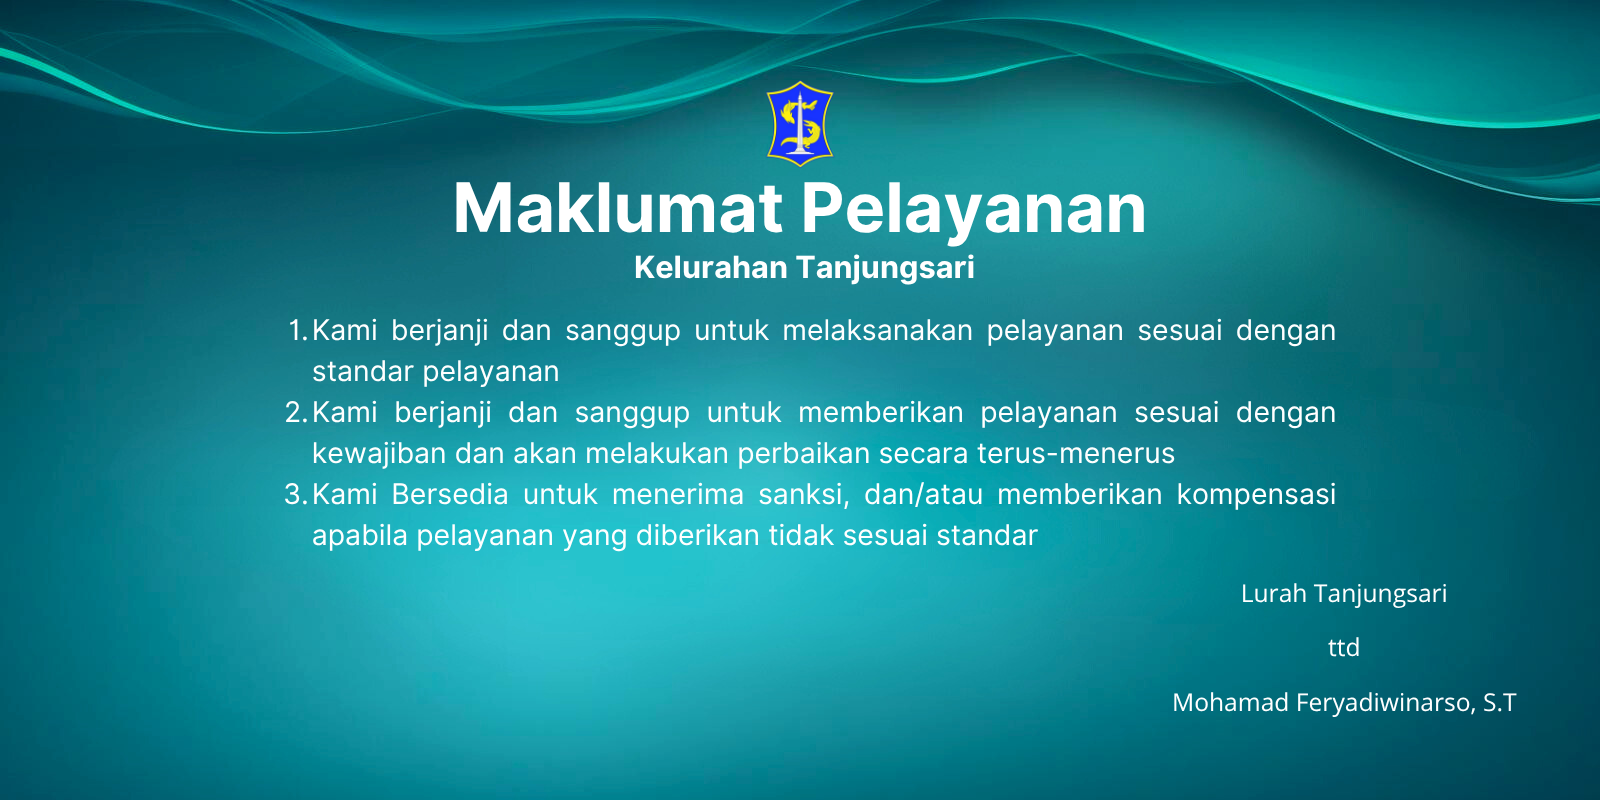 Maklumat Pelayanan
Kelurahan Tanjungsari
1. Kami berjanji dan sanggup untuk melaksanakan pelayanan sesuai dengan
standar pelayanan
2. Kami berjanji dan sanggup untuk memberikan pelayanan sesuai dengan
kewajiban dan akan melakukan perbaikan secara terus-menerus
3. Kami Bersedia untuk menerima sanksi, dan/atau memberikan kompensasi
apabila pelayanan yang diberikan tidak sesuai standar
Lurah Tanjungsari
ttd
Mohamad Feryadiwinarso, S.T